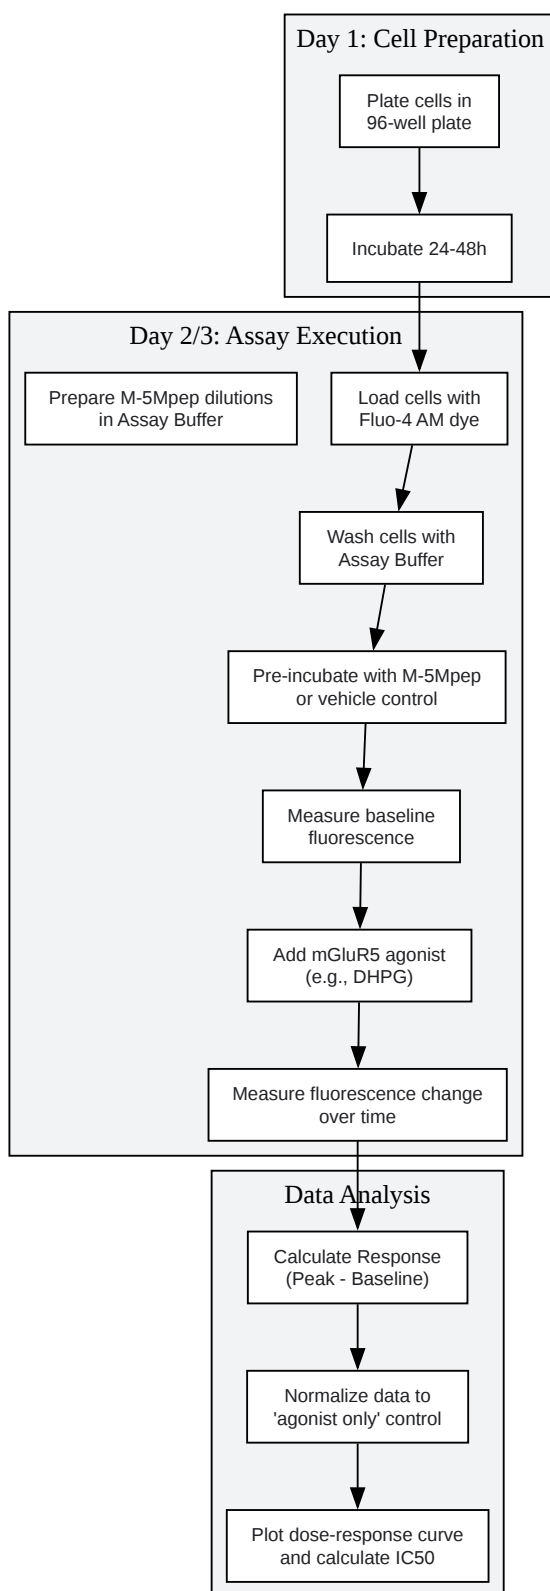 Day 1: Cell Preparation
Plate cells in
96-well plate
Incubate 24-48h
Day 2/3: Assay Execution
Prepare M-5Mpep dilutions
in Assay Buffer
Load cells with
Fluo-4 AM dye
Wash cells with
Assay Buffer
Pre-incubate with M-5Mpep
or vehicle control
Measure baseline
fluorescence
Add mGluR5 agonist
(e.g., DHPG)
Measure fluorescence change
over time
Data Analysis
Calculate Response
(Peak - Baseline)
Normalize data to
'agonist only' control
Plot dose-response curve
and calculate IC50